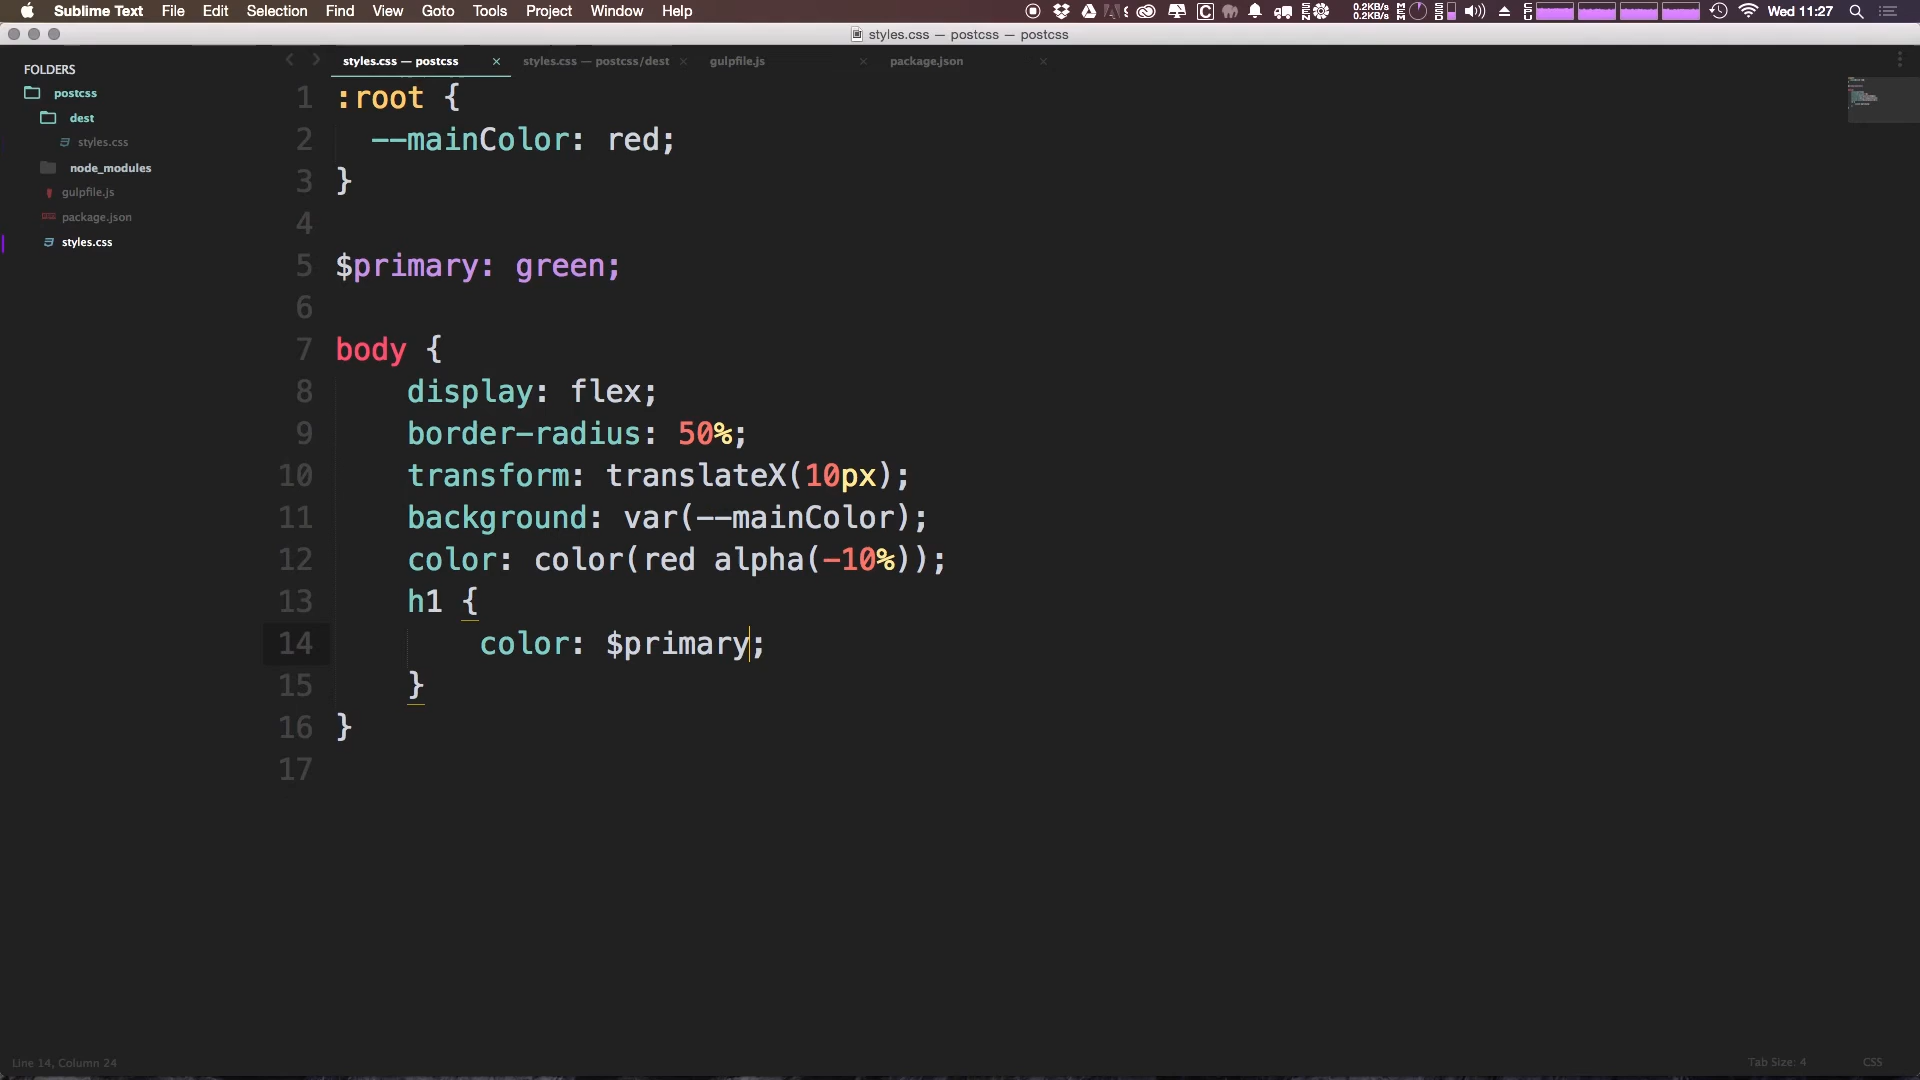 Sublime Text File Edit Selection Find View Goto Tools Project Window Help 0.2KB/s 0.2KB/s Wed 11:27
styles.css — postcss — postcss
FOLDERS
postcss
dest
styles.css
node_modules
gulpfile.js
package.json
styles.css
styles.css — postcss × styles.css — postcss/dest × gulpfile.js × package.json ×
1 :root {
2 --mainColor: red;
3 }
4
5 $primary: green;
6
7 body {
8 display: flex;
9 border-radius: 50%;
10 transform: translateX(10px);
11 background: var(--mainColor);
12 color: color(red alpha(-10%));
13 h1 {
14 color: $primary;
15 }
16 }
17
Line 14, Column 24 Tab Size: 4 CSS